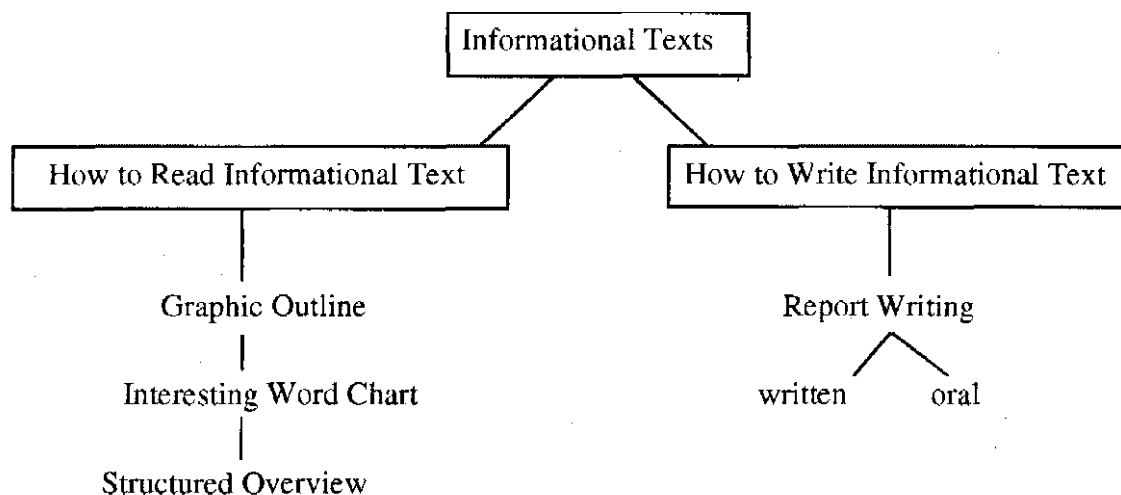 Informational Texts
How to Read Informational Text
How to Write Informational Text
Graphic Outline
Report Writing
Interesting Word Chart
written
oral
Structured Overview